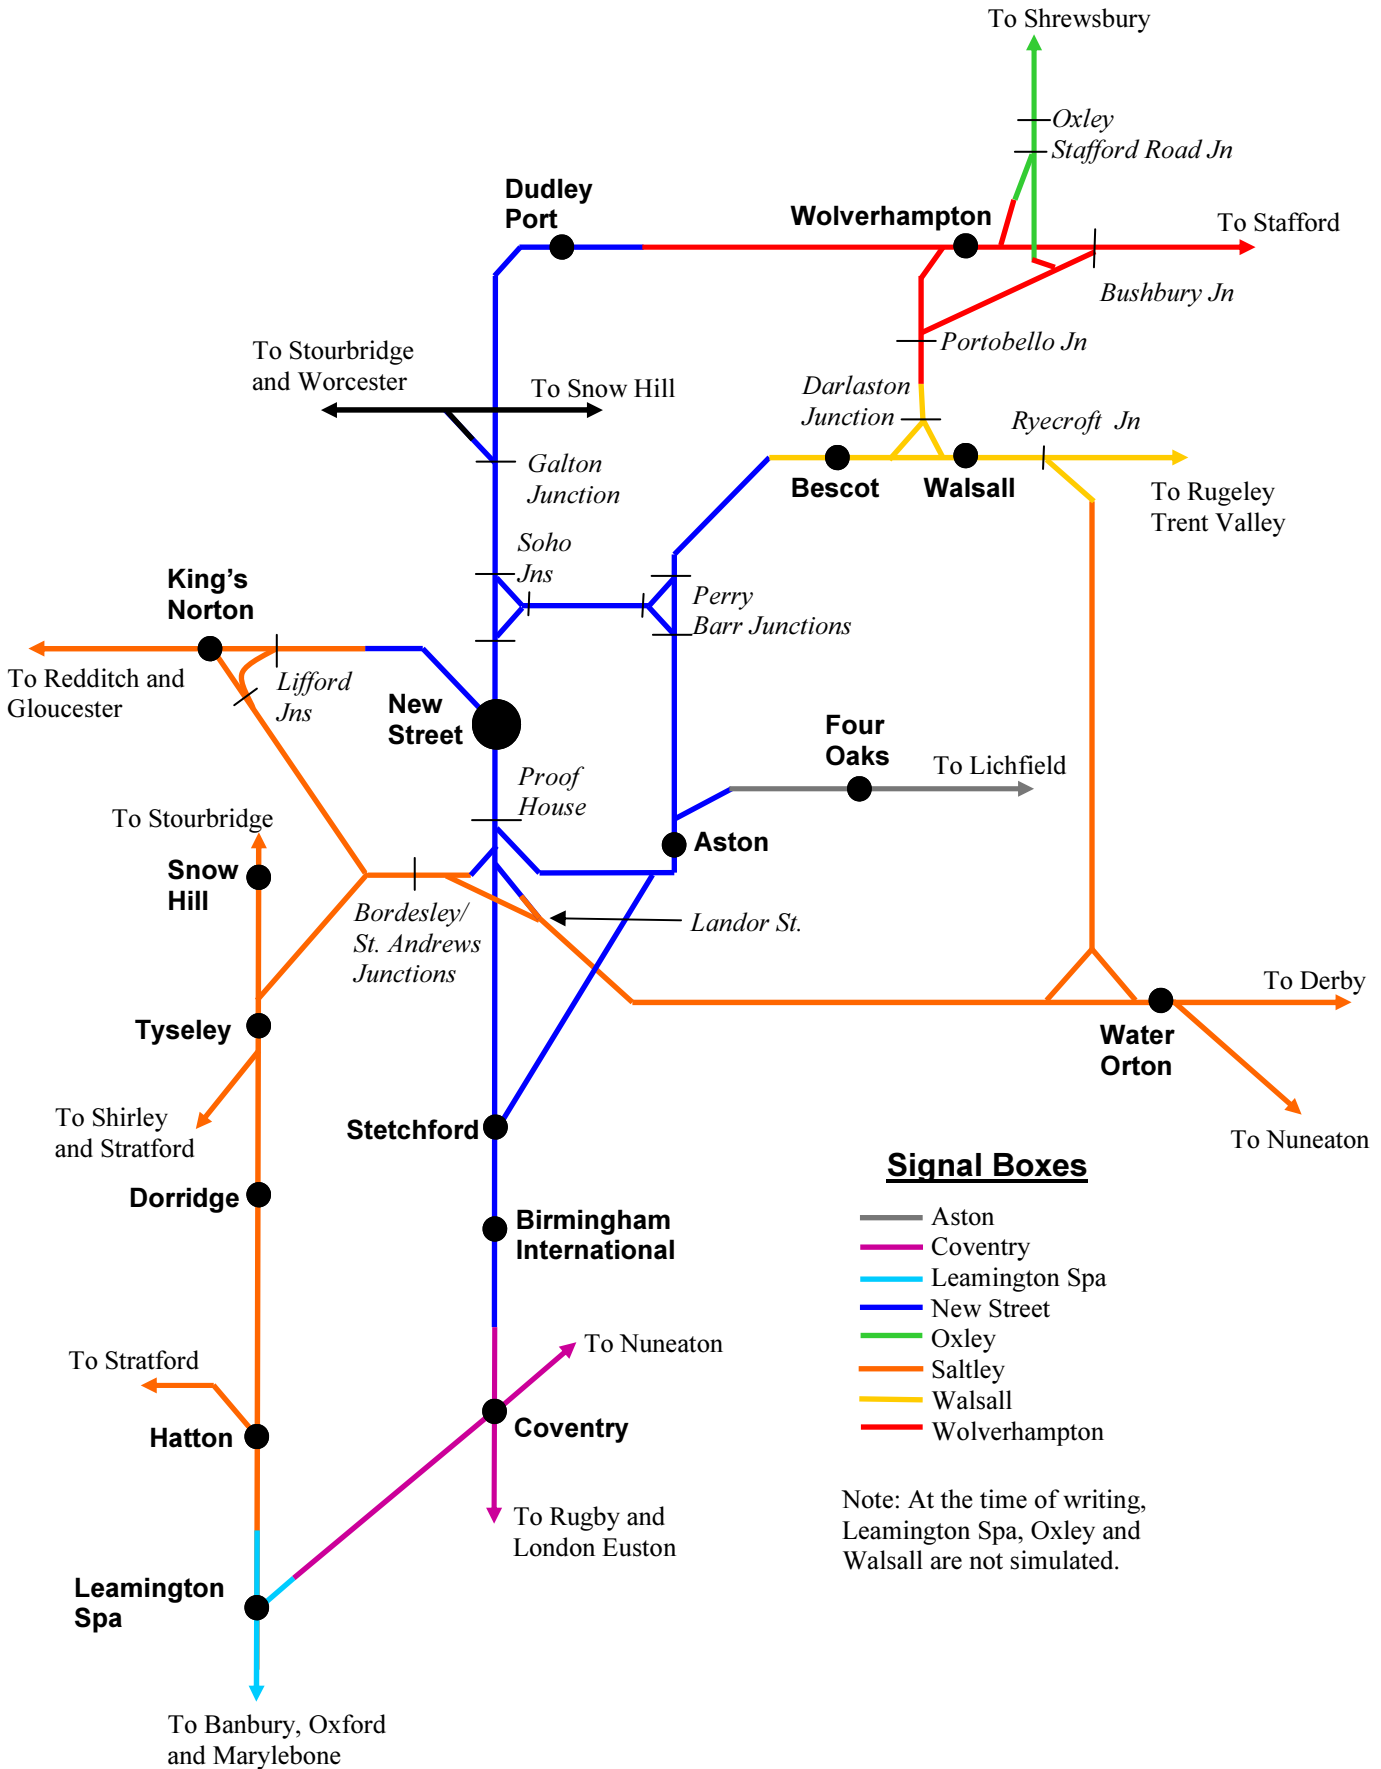 To Shrewsbury
Oxley
Stafford Road Jn
Dudley
Port
Wolverhampton
To Stafford
Bushbury Jn
Portobello Jn
To Stourbridge
and Worcester
To Snow Hill
Darlaston
Junction
Ryecroft  Jn
Galton
Junction
Bescot
Walsall
To Rugeley
Trent Valley
Soho
Jns
King's
Norton
Perry
Barr Junctions
To Redditch and
Gloucester
Lifford
Jns
New
Street
Four
Oaks
To Lichfield
Proof
House
To Stourbridge
Snow
Hill
Aston
Bordesley/
St. Andrews
Junctions
Landor St.
To Derby
Tyseley
Water
Orton
To Shirley
and Stratford
Stetchford
To Nuneaton
Dorridge
Birmingham
International
Signal Boxes
Aston
Coventry
Leamington Spa
New Street
Oxley
Saltley
Walsall
Wolverhampton
To Nuneaton
To Stratford
Hatton
Coventry
To Rugby and
London Euston
Note: At the time of writing,
Leamington Spa, Oxley and
Walsall are not simulated.
Leamington
Spa
To Banbury, Oxford
and Marylebone